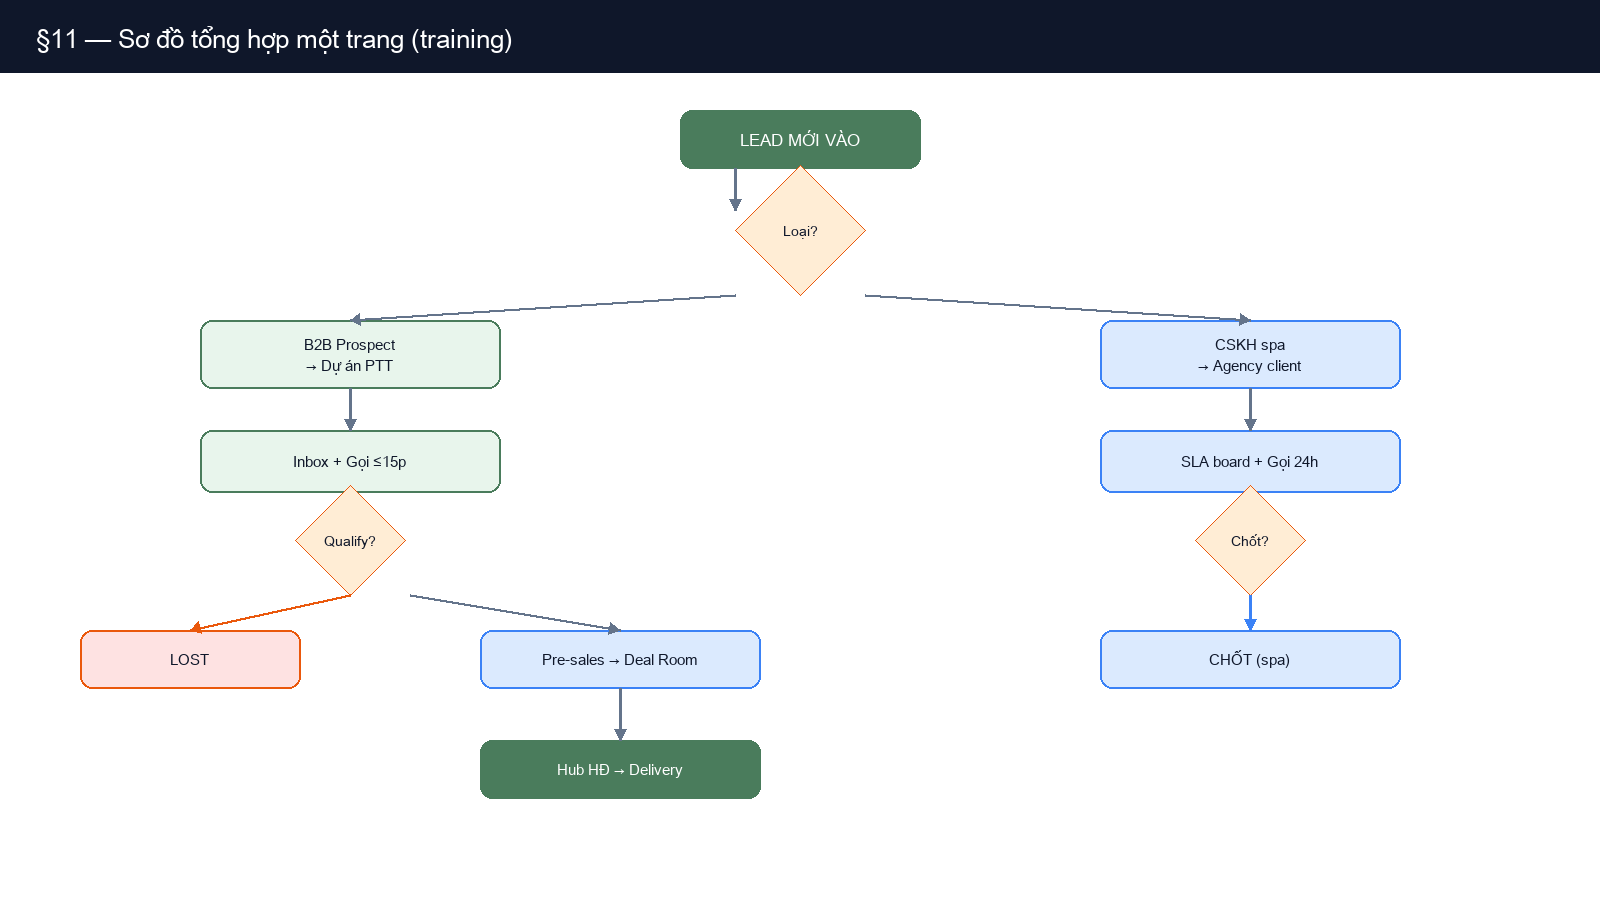 §11 — Sơ đồ tổng hợp một trang (training)
LEAD MỚI VÀO
Loại?
B2B Prospect
→ Dự án PTT
CSKH spa
→ Agency client
Inbox + Gọi ≤15p
SLA board + Gọi 24h
Qualify?
Chốt?
LOST
Pre-sales → Deal Room
CHỐT (spa)
Hub HĐ → Delivery